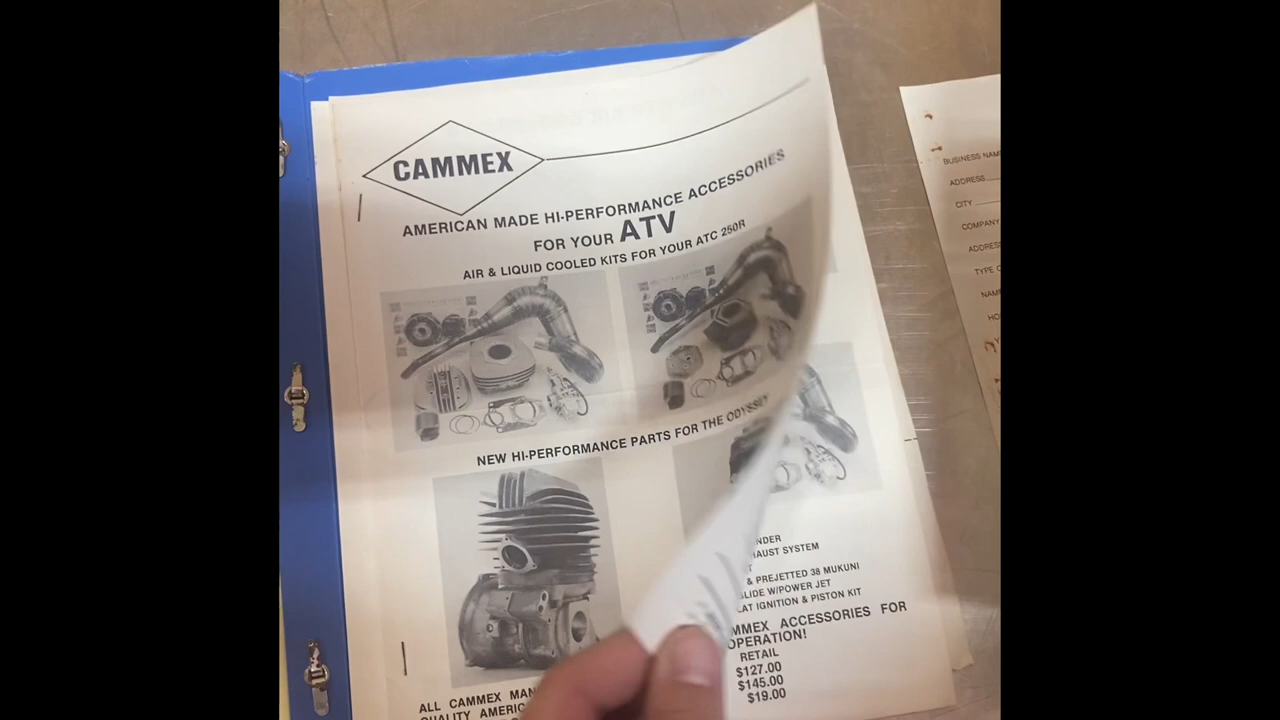 CAMMEX
AMERICAN MADE HI-PERFORMANCE ACCESSORIES
FOR YOUR ATV
AIR & LIQUID COOLED KITS FOR YOUR ATC 250R
NEW HI-PERFORMANCE PARTS FOR THE ODYSSEY
ALL CAMMEX MAN
QUALITY AMERIC
NDER
HAUST SYSTEM
T
& PREJETTED 38 MUKUNI
SLIDE W/POWER JET
LAT IGNITION & PISTON KIT
MMEX ACCESSORIES FOR
OPERATION!
RETAIL
$127.00
$145.00
$19.00
BUSINESS NAM
ADDRESS
CITY
COMPANY
ADDRES
TYPE O
NAM
HO